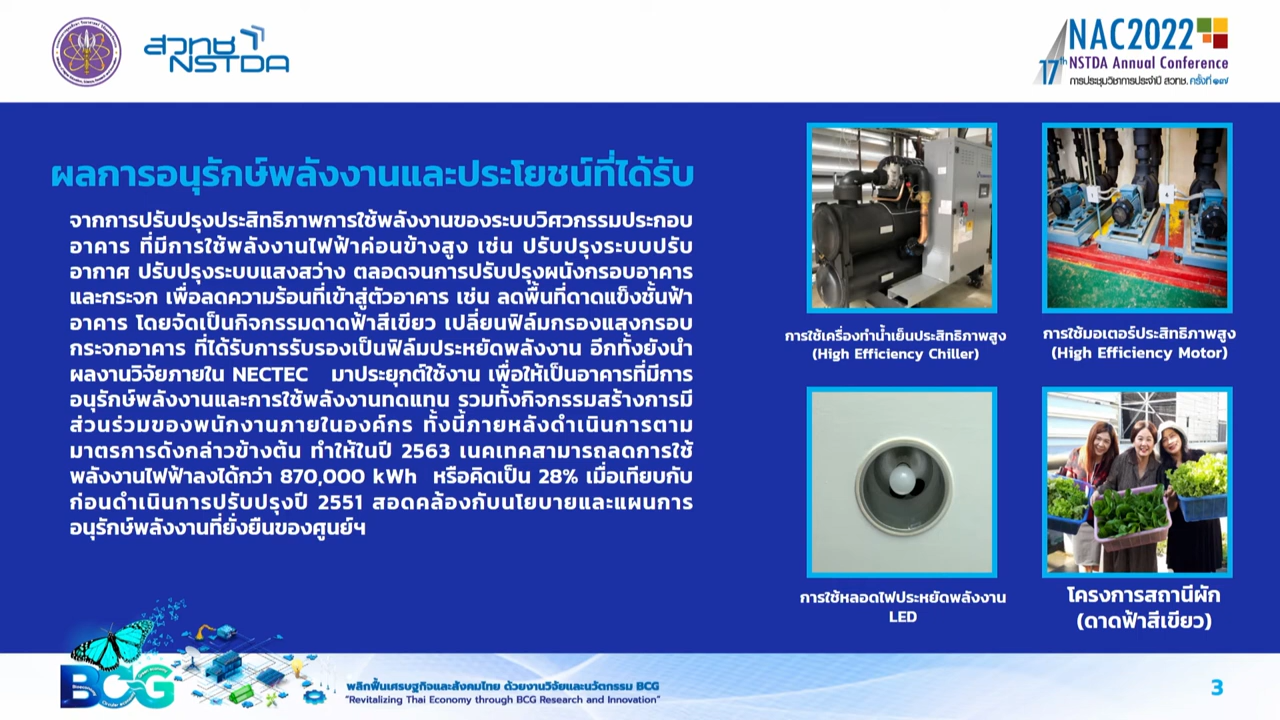 สวทช
NSTDA
NAC2022
17th NSTDA Annual Conference
การประชุมวิชาการประจำปี สวทช. ครั้งที่ ๑๗
ผลการอนุรักษ์พลังงานและประโยชน์ที่ได้รับ
จากการปรับปรุงประสิทธิภาพการใช้พลังงานของระบบวิศวกรรมประกอบ
อาคาร ที่มีการใช้พลังงานไฟฟ้าค่อนข้างสูง เช่น ปรับปรุงระบบปรับ
อากาศ ปรับปรุงระบบแสงสว่าง ตลอดจนการปรับปรุงผนังกรอบอาคาร
และกระจก เพื่อลดความร้อนที่เข้าสู่ตัวอาคาร เช่น ลดพื้นที่ดาดแข็งชั้นฟ้า
อาคาร โดยจัดเป็นกิจกรรมดาดฟ้าสีเขียว เปลี่ยนฟิล์มกรองแสงกรอบ
กระจกอาคาร ที่ได้รับการรับรองเป็นฟิล์มประหยัดพลังงาน อีกทั้งยังนำ
ผลงานวิจัยภายใน NECTEC มาประยุกต์ใช้งาน เพื่อให้เป็นอาคารที่มีการ
อนุรักษ์พลังงานและการใช้พลังงานทดแทน รวมทั้งกิจกรรมสร้างการมี
ส่วนร่วมของพนักงานภายในองค์กร ทั้งนี้ภายหลังดำเนินการตาม
มาตรการดังกล่าวข้างต้น ทำให้ในปี 2563 เนคเทคสามารถลดการใช้
พลังงานไฟฟ้าลงได้กว่า 870,000 kWh หรือคิดเป็น 28% เมื่อเทียบกับ
ก่อนดำเนินการปรับปรุงปี 2551 สอดคล้องกับนโยบายและแผนการ
อนุรักษ์พลังงานที่ยั่งยืนของศูนย์ฯ
การใช้เครื่องทำน้ำเย็นประสิทธิภาพสูง
(High Efficiency Chiller)
การใช้มอเตอร์ประสิทธิภาพสูง
(High Efficiency Motor)
การใช้หลอดไฟประหยัดพลังงาน
LED
โครงการสถานีผัก
(ดาดฟ้าสีเขียว)
BCG
พลิกฟื้นเศรษฐกิจและสังคมไทย ด้วยงานวิจัยและนวัตกรรม BCG
"Revitalizing Thai Economy through BCG Research and Innovation"
3